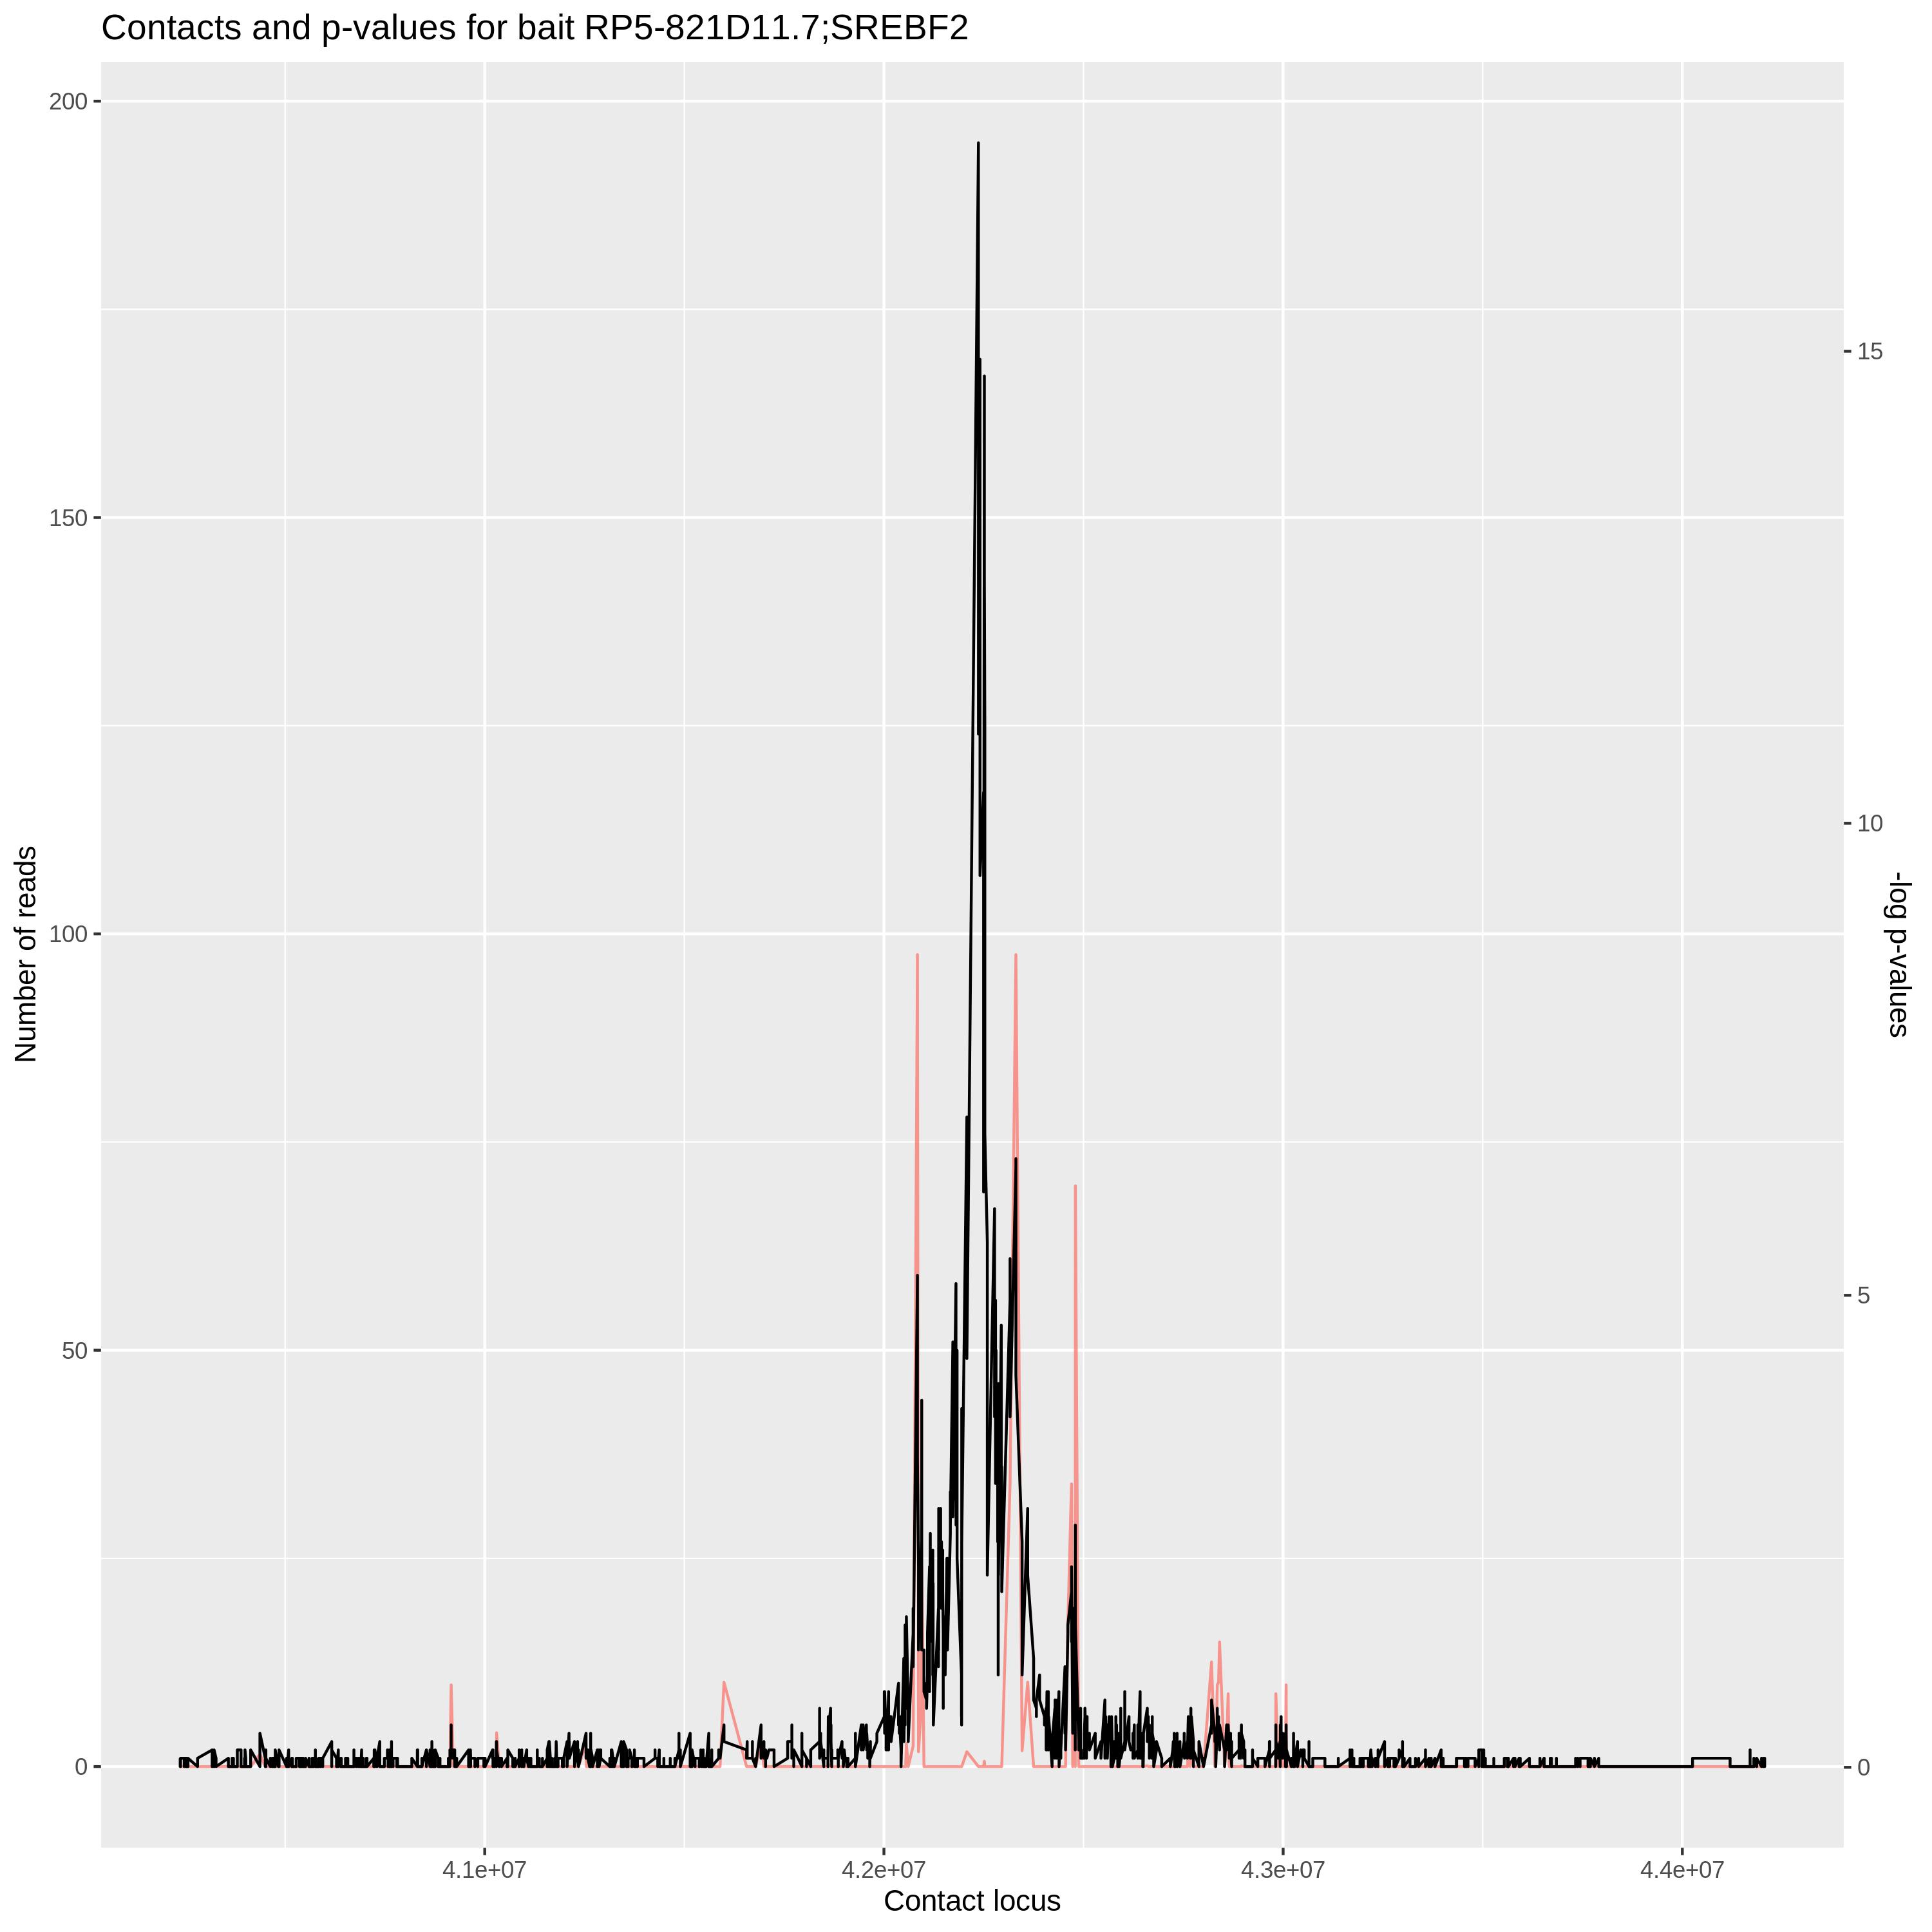 Contacts and p-values for bait RP5-821D11.7;SREBF2
200
150
100
50
0
Number of reads
15
10
5
0
-log p-values
4.1e+07
4.2e+07
4.3e+07
4.4e+07
Contact locus